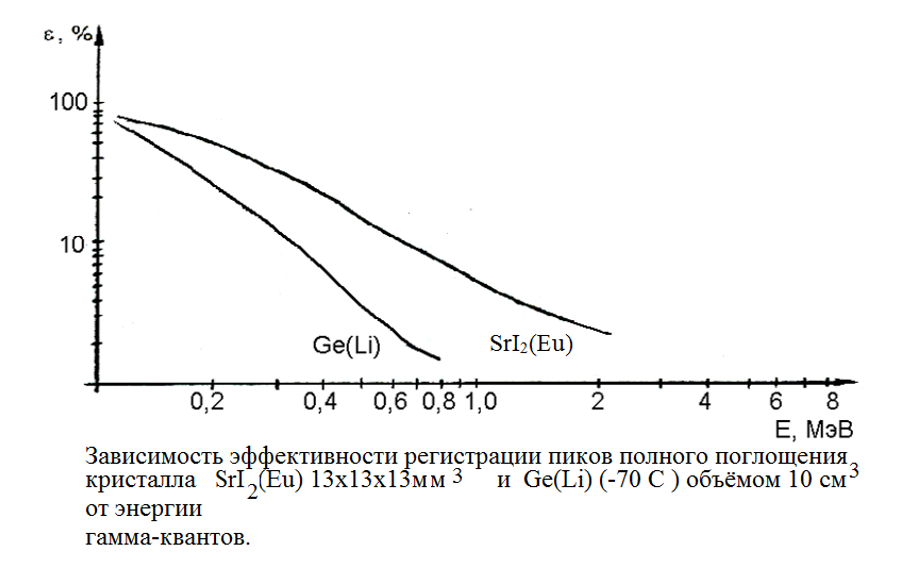 ε, %
100
10
Ge(Li)
SrI₂(Eu)
0,2 0,4 0,6 0,8 1,0 2 4 6 8
E, МэВ
Зависимость эффективности регистрации пиков полного поглощения
кристалла SrI₂(Eu) 13х13х13мм ³ и Ge(Li) (-70 С ) объёмом 10 см³
от энергии
гамма-квантов.